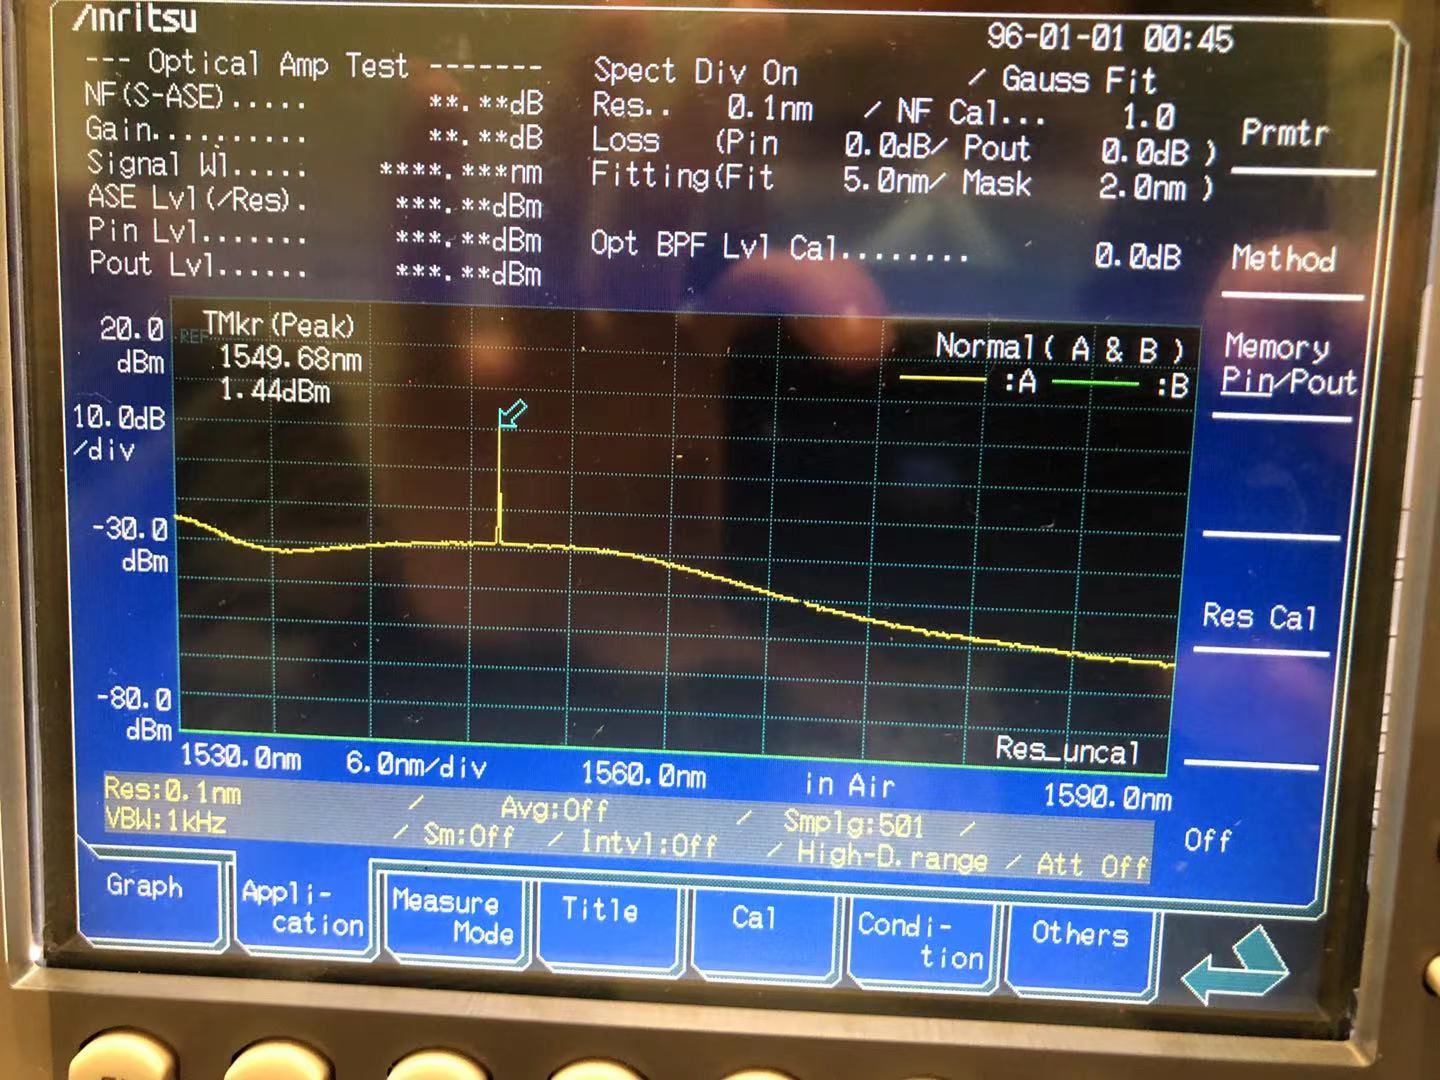 Anritsu
96-01-01 00:45
--- Optical Amp Test -------
NF(S-ASE)..... **.**dB
Gain.......... **.**dB
Signal Wl..... ****.***nm
ASE Lvl(/Res). ***.**dBm
Pin Lvl....... ***.**dBm
Pout Lvl...... ***.**dBm
Spect Div On / Gauss Fit
Res.. 0.1nm / NF Cal... 1.0
Loss (Pin 0.0dB/ Pout 0.0dB )
Fitting(Fit 5.0nm/ Mask 2.0nm )
Opt BPF Lvl Cal........ 0.0dB
Prmtr
Method
Memory
Pin/Pout
Res Cal
Off
20.0
dBm
REF
10.0dB
/div
-30.0
dBm
-80.0
dBm
TMkr(Peak)
1549.68nm
1.44dBm
Normal( A & B )
:A :B
Res_uncal
1530.0nm 6.0nm/div 1560.0nm in Air 1590.0nm
Res:0.1nm / Avg:Off / Smplg:501 /
VBW:1kHz / Sm:Off / Intvl:Off / High-D.range / Att Off
Graph
Appli-
cation
Measure
Mode
Title
Cal
Condi-
tion
Others